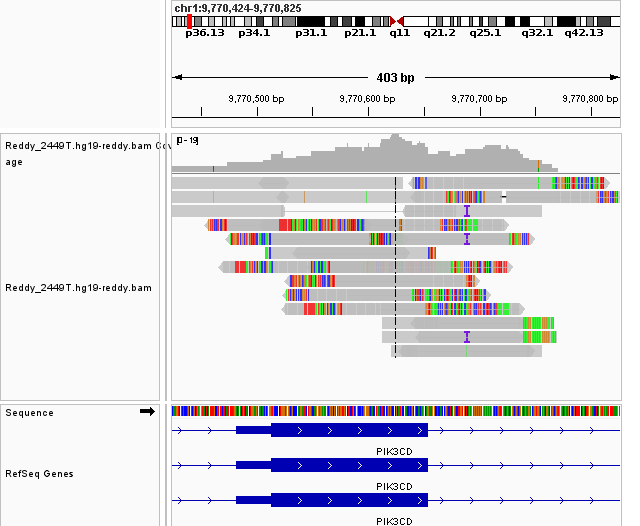 chr1:9,770,424-9,770,825
p36.13 p34.1 p31.1 p21.1 q11 q21.2 q25.1 q32.1 q42.13
403 bp
9,770,500 bp 9,770,600 bp 9,770,700 bp 9,770,800 bp
Reddy_2449T.hg19-reddy.bam Cov
age
[0 - 19]
Reddy_2449T.hg19-reddy.bam
Sequence
PIK3CD
RefSeq Genes
PIK3CD
PIK3CD